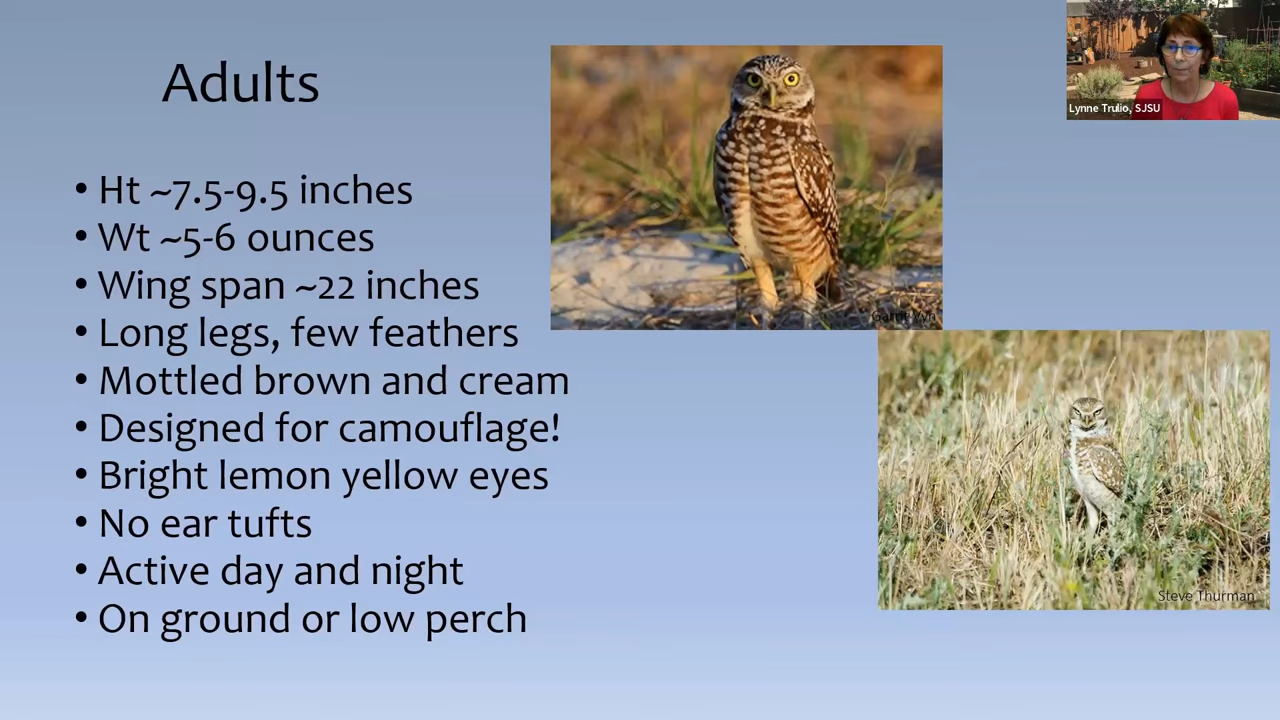 Adults
• Ht ~7.5-9.5 inches
• Wt ~5-6 ounces
• Wing span ~22 inches
• Long legs, few feathers
• Mottled brown and cream
• Designed for camouflage!
• Bright lemon yellow eyes
• No ear tufts
• Active day and night
• On ground or low perch
Lynne Trulio, SJSU
Steve Thurman